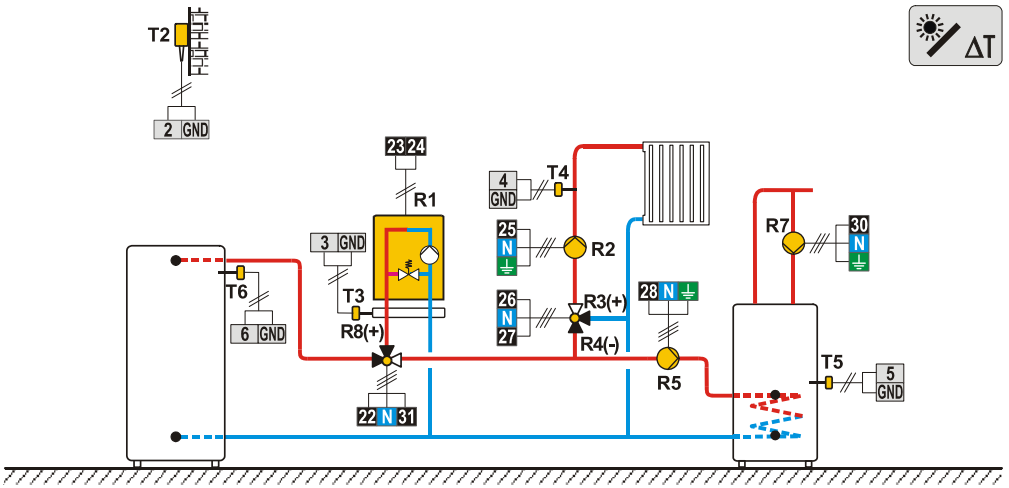 T2
2 GND
ΔT
23 24
R1
3 GND
T3
R8(+)
22 N 31
T6
6 GND
T4
4
GND
25
N
R2
26
N
27
R3(+)
R4(-)
28 N
R5
R7
30
N
T5
5
GND